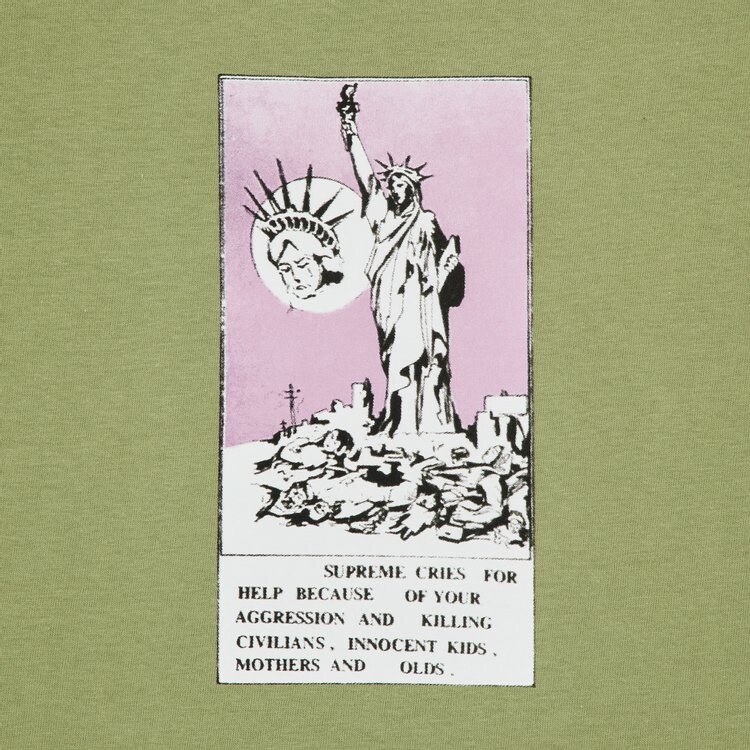 SUPREME CRIES FOR
HELP BECAUSE OF YOUR
AGGRESSION AND KILLING
CIVILIANS, INNOCENT KIDS,
MOTHERS AND OLDS.